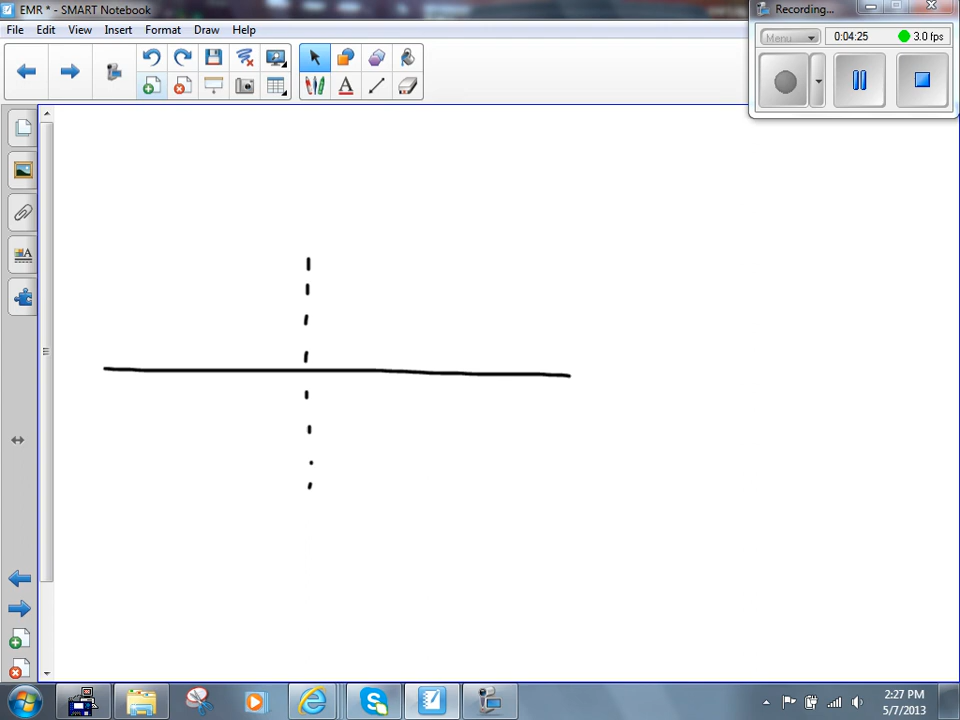 EMR * - SMART Notebook
File Edit View Insert Format Draw Help
Recording...
Menu 0:04:25 3.0 fps
2:27 PM
5/7/2013